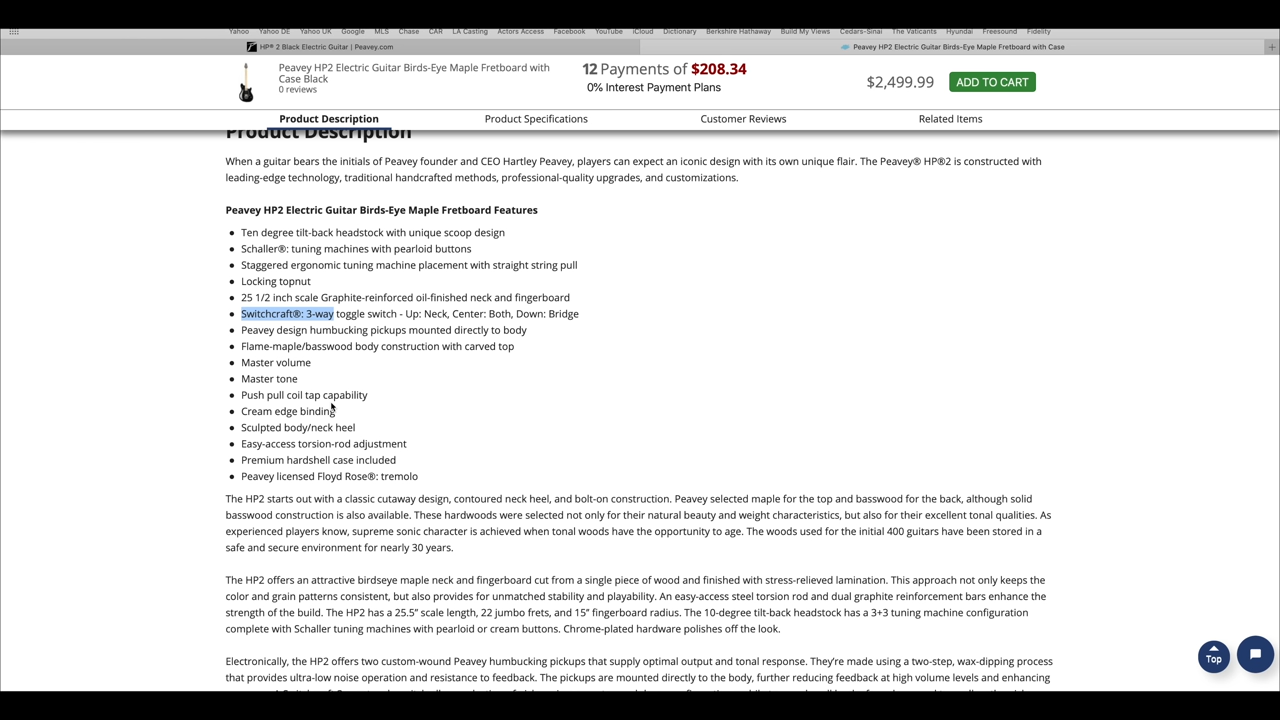 Yahoo Yahoo DE Yahoo UK Google MLS Chase CAR LA Casting Actors Access Facebook YouTube iCloud Dictionary Berkshire Hathaway Build My Views Cedars-Sinai The Vaticants Hyundai Freesound Fidelity
HP® 2 Black Electric Guitar | Peavey.com
Peavey HP2 Electric Guitar Birds-Eye Maple Fretboard with Case
Peavey HP2 Electric Guitar Birds-Eye Maple Fretboard with
Case Black
0 reviews
12 Payments of $208.34
0% Interest Payment Plans
$2,499.99
ADD TO CART
Product Description
Product Specifications
Customer Reviews
Related Items
Product Description
When a guitar bears the initials of Peavey founder and CEO Hartley Peavey, players can expect an iconic design with its own unique flair. The Peavey® HP®2 is constructed with
leading-edge technology, traditional handcrafted methods, professional-quality upgrades, and customizations.
Peavey HP2 Electric Guitar Birds-Eye Maple Fretboard Features
Ten degree tilt-back headstock with unique scoop design
Schaller®: tuning machines with pearloid buttons
Staggered ergonomic tuning machine placement with straight string pull
Locking topnut
25 1/2 inch scale Graphite-reinforced oil-finished neck and fingerboard
Switchcraft®: 3-way toggle switch - Up: Neck, Center: Both, Down: Bridge
Peavey design humbucking pickups mounted directly to body
Flame-maple/basswood body construction with carved top
Master volume
Master tone
Push pull coil tap capability
Cream edge binding
Sculpted body/neck heel
Easy-access torsion-rod adjustment
Premium hardshell case included
Peavey licensed Floyd Rose®: tremolo
The HP2 starts out with a classic cutaway design, contoured neck heel, and bolt-on construction. Peavey selected maple for the top and basswood for the back, although solid
basswood construction is also available. These hardwoods were selected not only for their natural beauty and weight characteristics, but also for their excellent tonal qualities. As
experienced players know, supreme sonic character is achieved when tonal woods have the opportunity to age. The woods used for the initial 400 guitars have been stored in a
safe and secure environment for nearly 30 years.
The HP2 offers an attractive birdseye maple neck and fingerboard cut from a single piece of wood and finished with stress-relieved lamination. This approach not only keeps the
color and grain patterns consistent, but also provides for unmatched stability and playability. An easy-access steel torsion rod and dual graphite reinforcement bars enhance the
strength of the build. The HP2 has a 25.5” scale length, 22 jumbo frets, and 15” fingerboard radius. The 10-degree tilt-back headstock has a 3+3 tuning machine configuration
complete with Schaller tuning machines with pearloid or cream buttons. Chrome-plated hardware polishes off the look.
Electronically, the HP2 offers two custom-wound Peavey humbucking pickups that supply optimal output and tonal response. They’re made using a two-step, wax-dipping process
that provides ultra-low noise operation and resistance to feedback. The pickups are mounted directly to the body, further reducing feedback at high volume levels and enhancing
Top